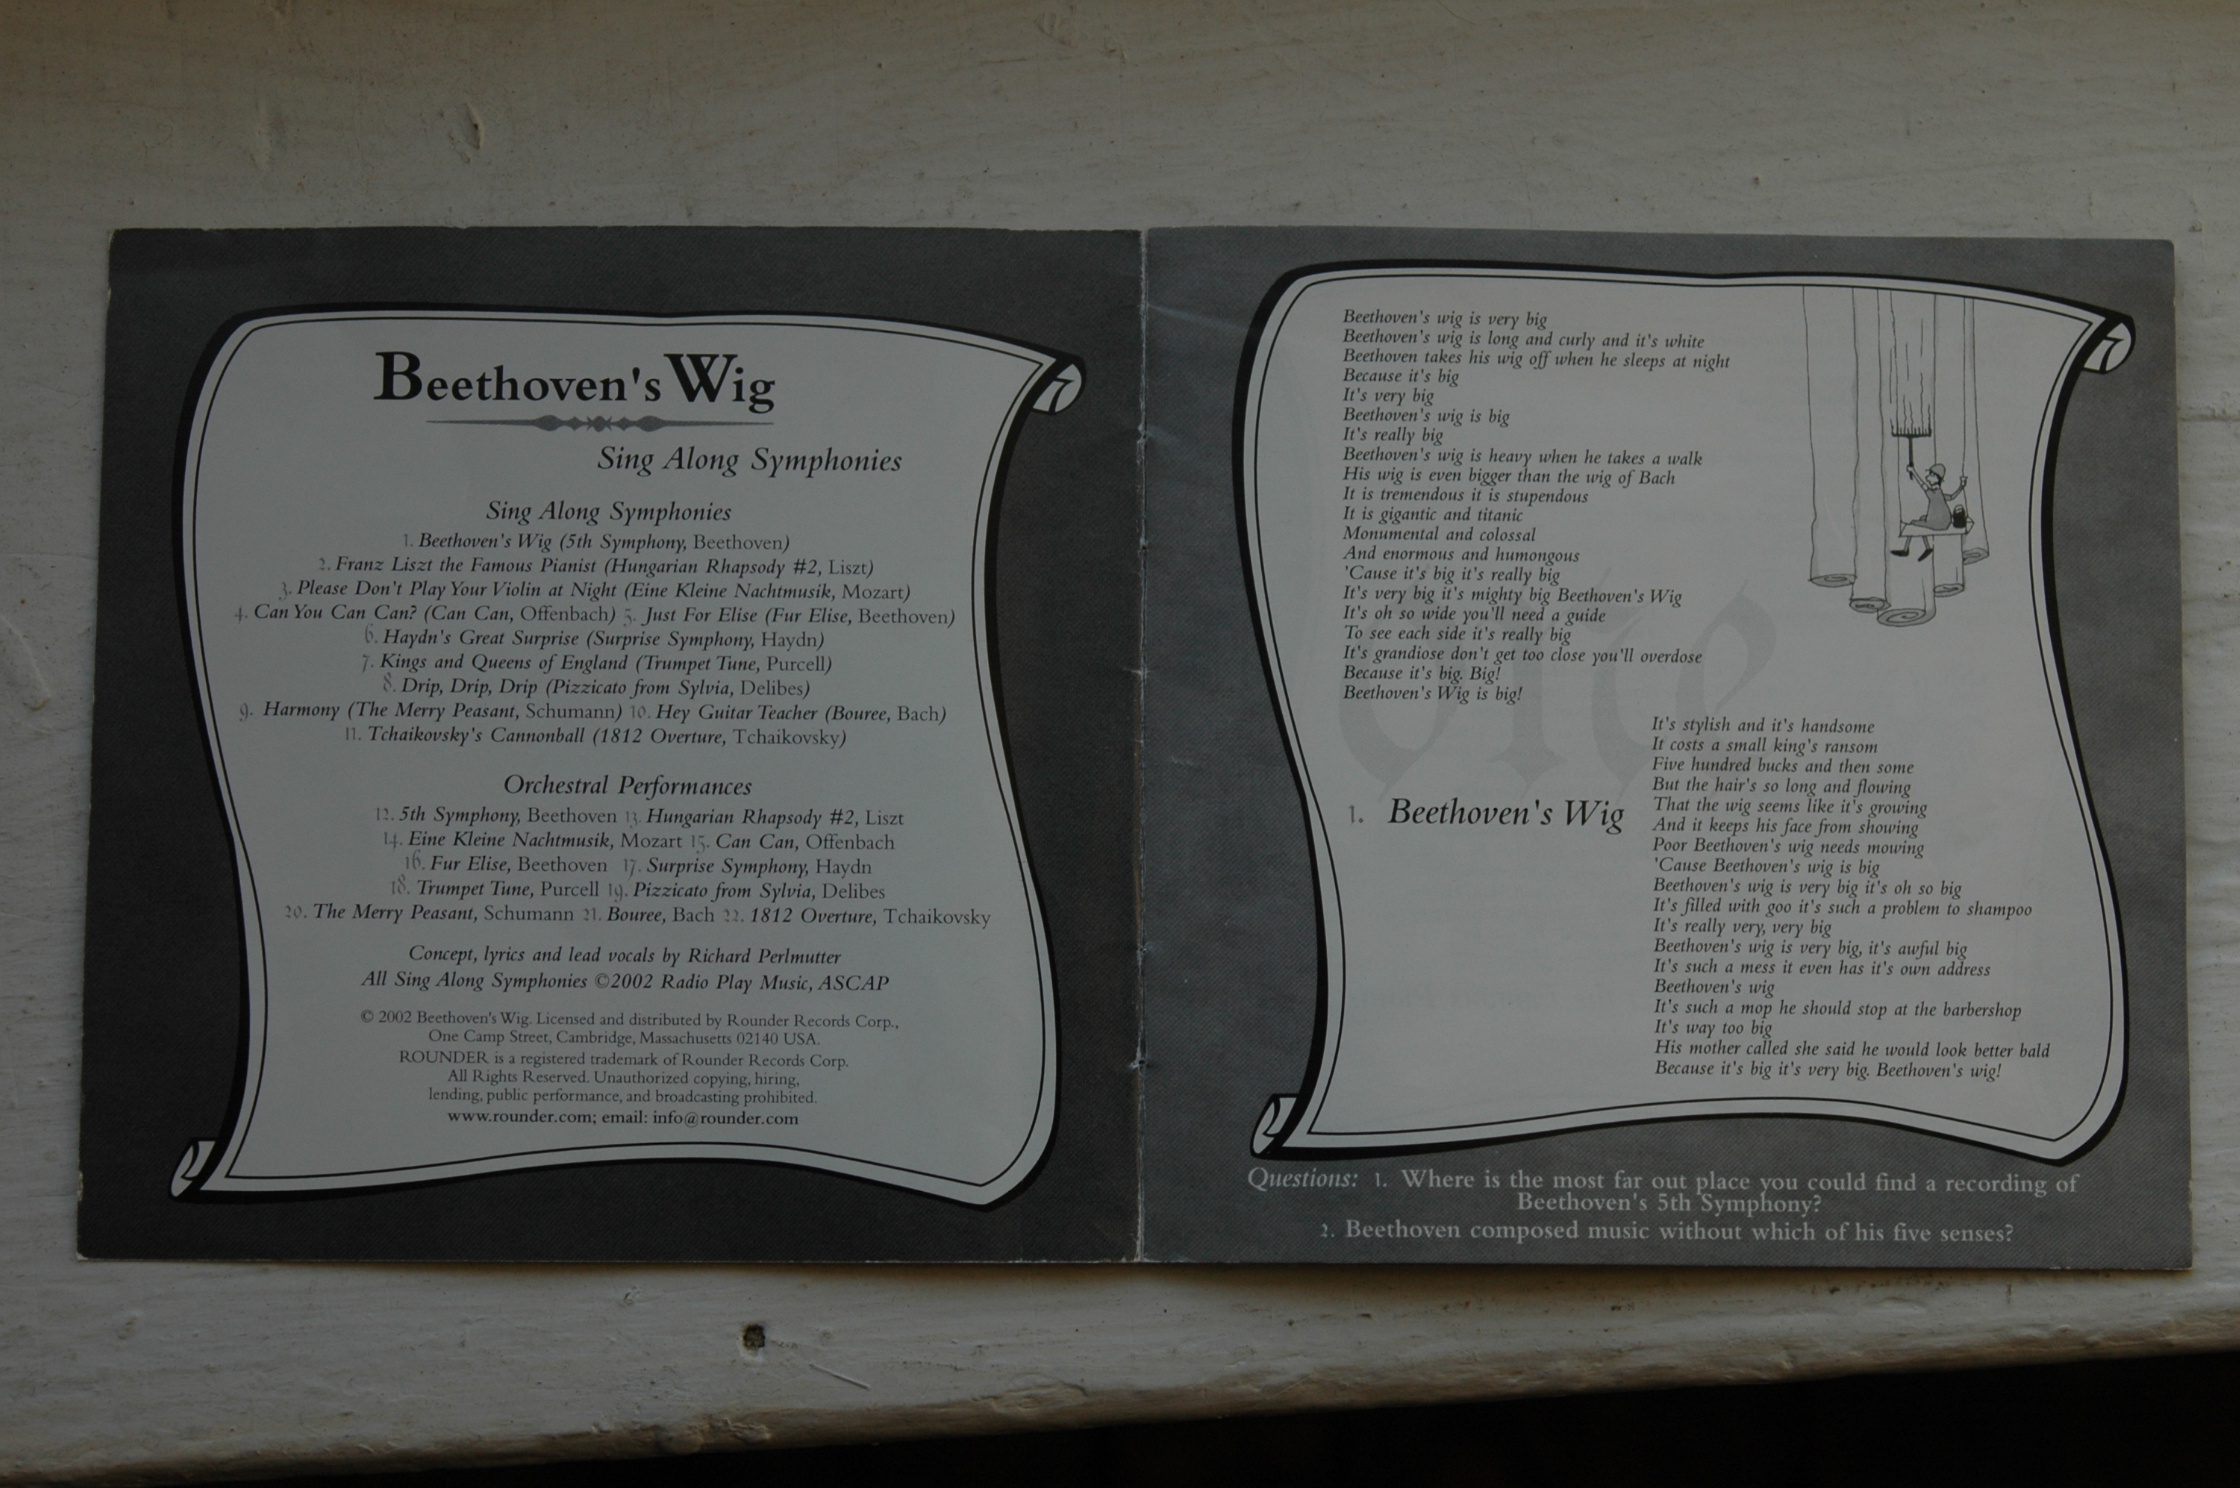 Beethoven's Wig
Sing Along Symphonies
Sing Along Symphonies
1. Beethoven's Wig (5th Symphony, Beethoven)
2. Franz Liszt the Famous Pianist (Hungarian Rhapsody #2, Liszt)
3. Please Don't Play Your Violin at Night (Eine Kleine Nachtmusik, Mozart)
4. Can You Can Can? (Can Can, Offenbach) 5. Just For Elise (Fur Elise, Beethoven)
6. Haydn's Great Surprise (Surprise Symphony, Haydn)
7. Kings and Queens of England (Trumpet Tune, Purcell)
8. Drip, Drip, Drip (Pizzicato from Sylvia, Delibes)
9. Harmony (The Merry Peasant, Schumann) 10. Hey Guitar Teacher (Bouree, Bach)
11. Tchaikovsky's Cannonball (1812 Overture, Tchaikovsky)
Orchestral Performances
12. 5th Symphony, Beethoven 13. Hungarian Rhapsody #2, Liszt
14. Eine Kleine Nachtmusik, Mozart 15. Can Can, Offenbach
16. Fur Elise, Beethoven 17. Surprise Symphony, Haydn
18. Trumpet Tune, Purcell 19. Pizzicato from Sylvia, Delibes
20. The Merry Peasant, Schumann 21. Bouree, Bach 22. 1812 Overture, Tchaikovsky
Concept, lyrics and lead vocals by Richard Perlmutter
All Sing Along Symphonies ©2002 Radio Play Music, ASCAP
© 2002 Beethoven's Wig. Licensed and distributed by Rounder Records Corp.,
One Camp Street, Cambridge, Massachusetts 02140 USA.
ROUNDER is a registered trademark of Rounder Records Corp.
All Rights Reserved. Unauthorized copying, hiring,
lending, public performance, and broadcasting prohibited.
www.rounder.com; email: info@rounder.com
Beethoven's wig is very big
Beethoven's wig is long and curly and it's white
Beethoven takes his wig off when he sleeps at night
Because it's big
It's very big
Beethoven's wig is big
It's really big
Beethoven's wig is heavy when he takes a walk
His wig is even bigger than the wig of Bach
It is tremendous it is stupendous
It is gigantic and titanic
Monumental and colossal
And enormous and humongous
'Cause it's big it's really big
It's very big it's mighty big Beethoven's Wig
It's oh so wide you'll need a guide
To see each side it's really big
It's grandiose don't get too close you'll overdose
Because it's big. Big!
Beethoven's Wig is big!
1. Beethoven's Wig
It's stylish and it's handsome
It costs a small king's ransom
Five hundred bucks and then some
But the hair's so long and flowing
That the wig seems like it's growing
And it keeps his face from showing
Poor Beethoven's wig needs mowing
'Cause Beethoven's wig is big
Beethoven's wig is very big it's oh so big
It's filled with goo it's such a problem to shampoo
It's really very, very big
Beethoven's wig is very big, it's awful big
It's such a mess it even has it's own address
Beethoven's wig
It's such a mop he should stop at the barbershop
It's way too big
His mother called she said he would look better bald
Because it's big it's very big. Beethoven's wig!
Questions: 1. Where is the most far out place you could find a recording of
Beethoven's 5th Symphony?
2. Beethoven composed music without which of his five senses?